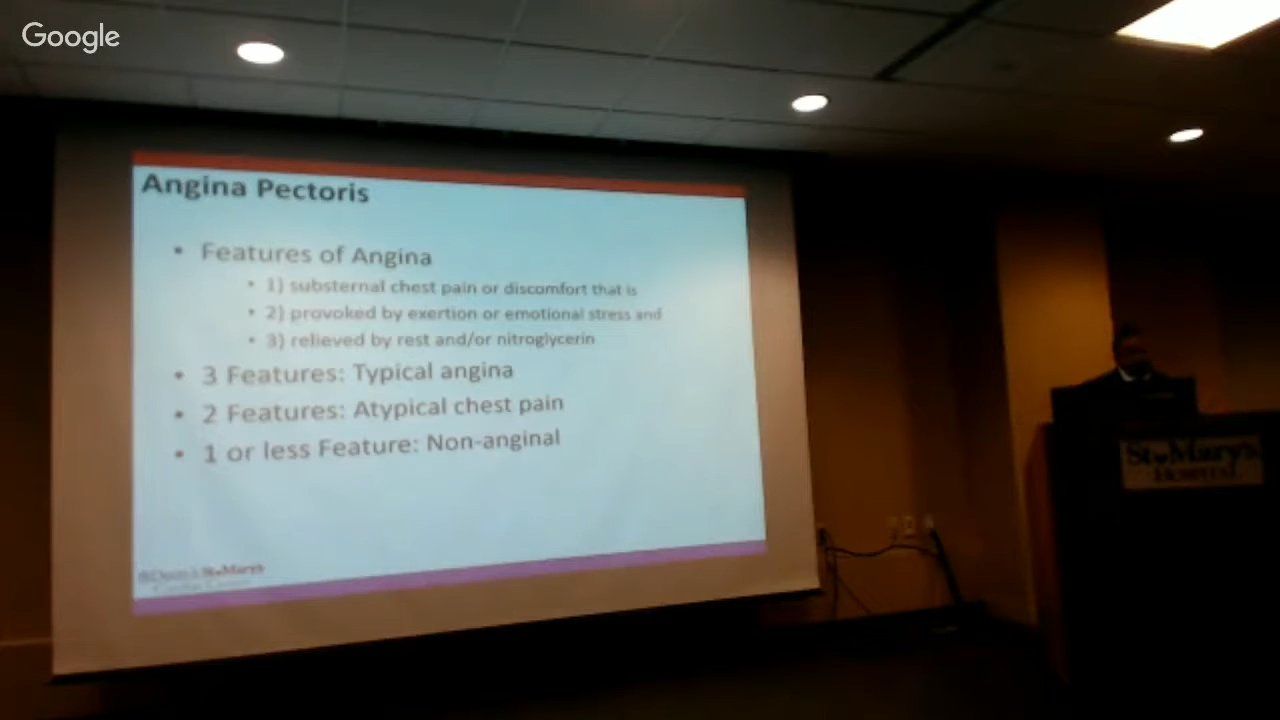 Google
Angina Pectoris
• Features of Angina
• 1) substernal chest pain or discomfort that is
• 2) provoked by exertion or emotional stress and
• 3) relieved by rest and/or nitroglycerin
• 3 Features: Typical angina
• 2 Features: Atypical chest pain
• 1 or less Feature: Non-anginal
St Mary's
St Mary's
HOSPITAL